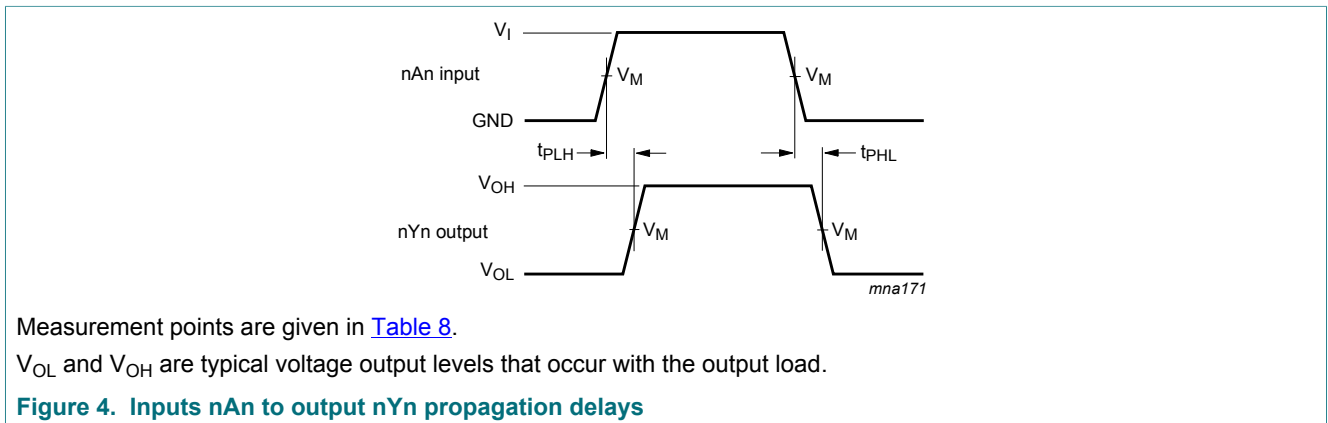 V_I
nAn input
V_M
V_M
GND
t_PLH
t_PHL
V_OH
nYn output
V_M
V_M
V_OL
mna171
Measurement points are given in Table 8.
V_OL and V_OH are typical voltage output levels that occur with the output load.
Figure 4. Inputs nAn to output nYn propagation delays